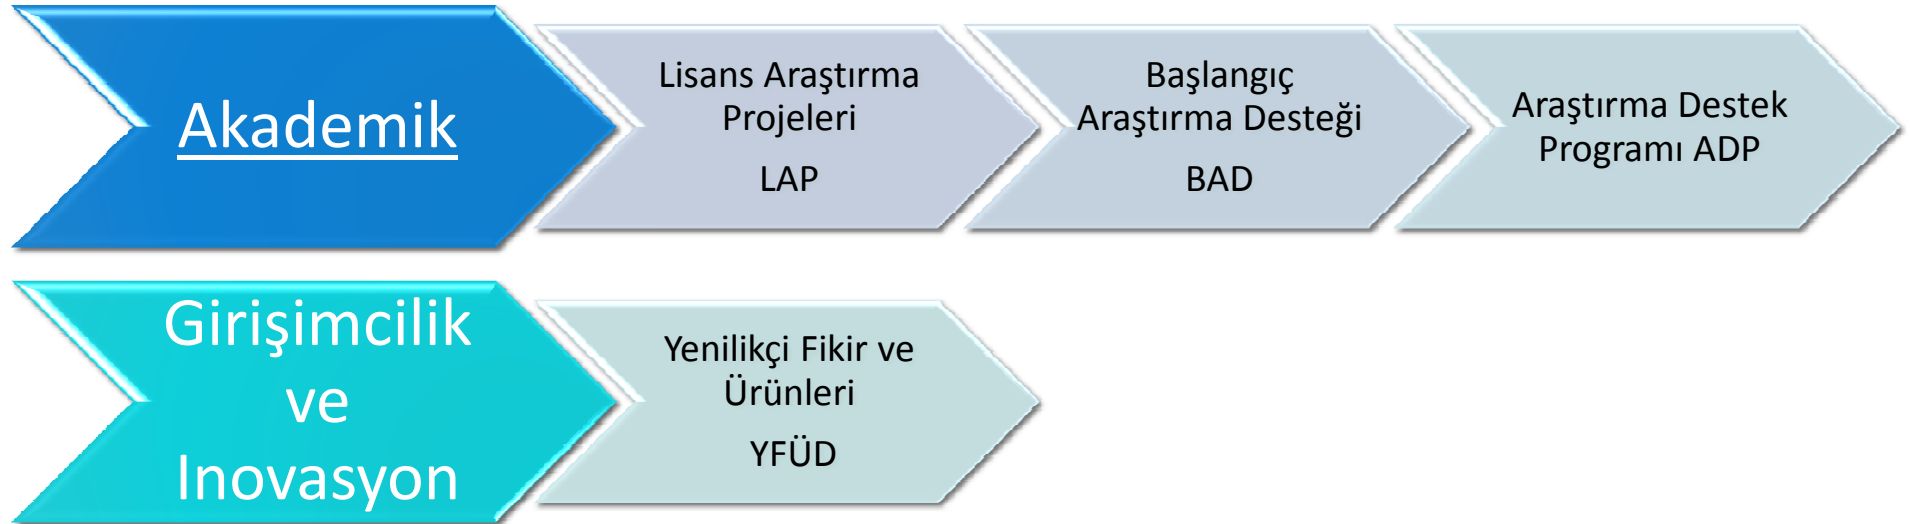 Akademik
Lisans Araştırma
Projeleri
LAP
Başlangıç
Araştırma Desteği
BAD
Araştırma Destek
Programı ADP
Girişimcilik
ve
Inovasyon
Yenilikçi Fikir ve
Ürünleri
YFÜD